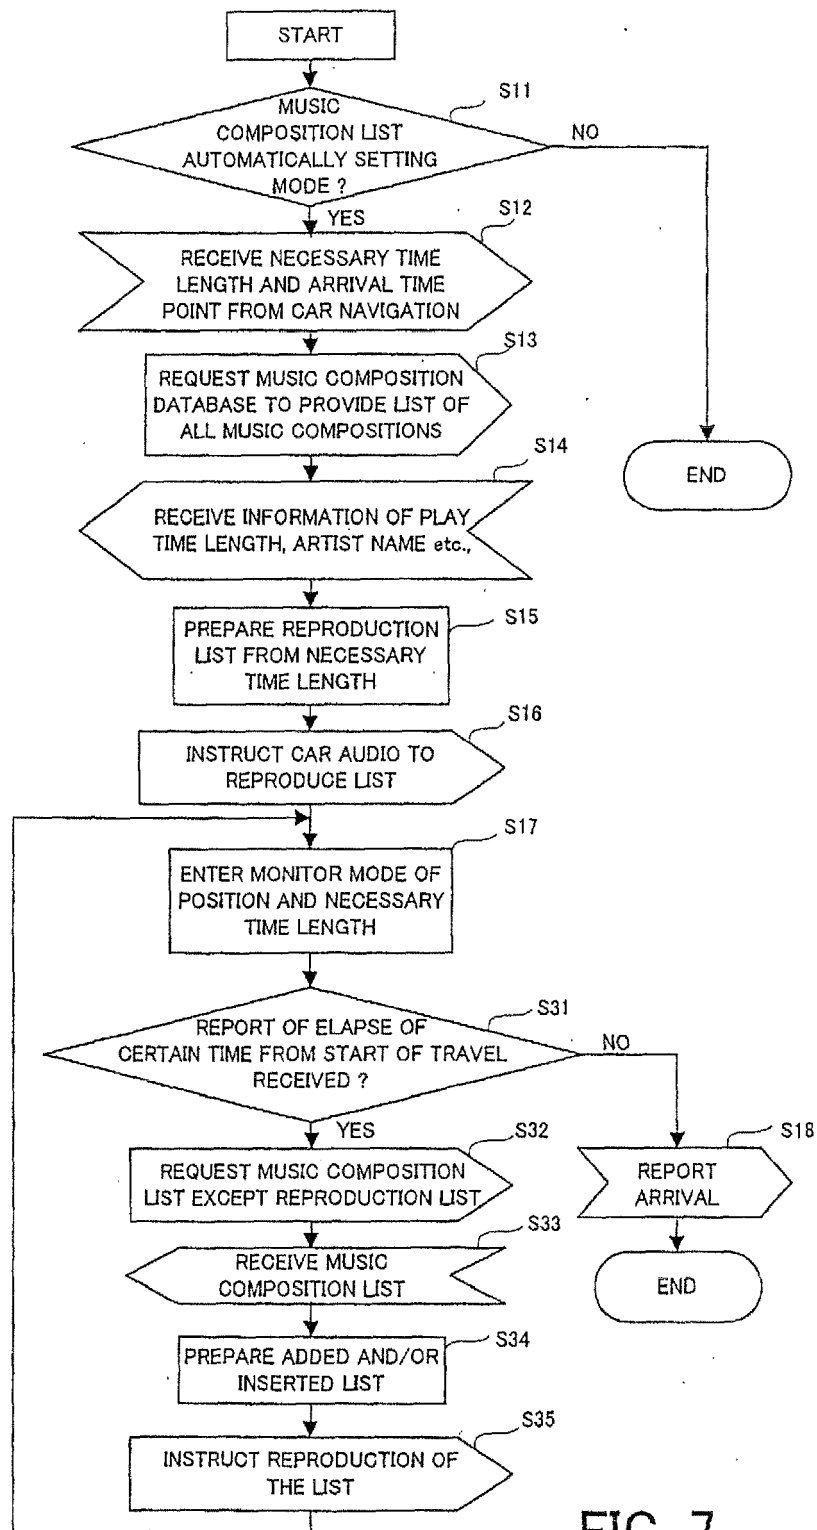 START
S11
MUSIC
COMPOSITION LIST
AUTOMATICALLY SETTING
MODE ?
NO
YES
S12
RECEIVE NECESSARY TIME
LENGTH AND ARRIVAL TIME
POINT FROM CAR NAVIGATION
S13
REQUEST MUSIC COMPOSITION
DATABASE TO PROVIDE LIST OF
ALL MUSIC COMPOSITIONS
END
S14
RECEIVE INFORMATION OF PLAY
TIME LENGTH, ARTIST NAME etc.,
S15
PREPARE REPRODUCTION
LIST FROM NECESSARY
TIME LENGTH
S16
INSTRUCT CAR AUDIO TO
REPRODUCE LIST
S17
ENTER MONITOR MODE OF
POSITION AND NECESSARY
TIME LENGTH
S31
REPORT OF ELAPSE OF
CERTAIN TIME FROM START OF TRAVEL
RECEIVED ?
NO
YES
S32
REQUEST MUSIC COMPOSITION
LIST EXCEPT REPRODUCTION LIST
S18
REPORT
ARRIVAL
S33
RECEIVE MUSIC
COMPOSITION LIST
END
S34
PREPARE ADDED AND/OR
INSERTED LIST
S35
INSTRUCT REPRODUCTION OF
THE LIST
FIG. 7